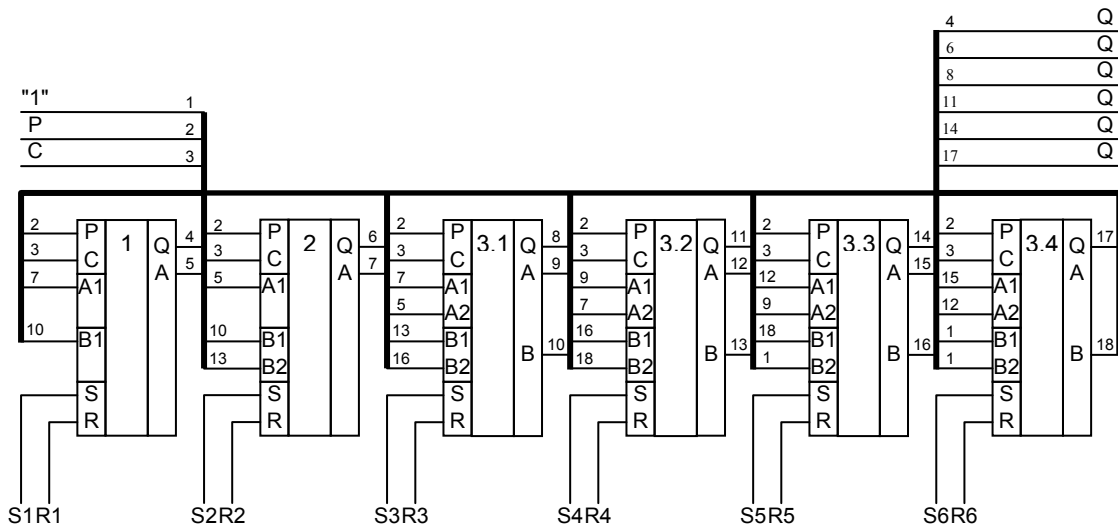 4 Q
6 Q
8 Q
11 Q
14 Q
17 Q
"1" 1
P 2
C 3
2 P 1 Q 4
3 C A 5
7 A1
10 B1
S
R
2 P 2 Q 6
3 C A 7
5 A1
10 B1
13 B2
S
R
2 P 3.1 Q 8
3 C A 9
7 A1
5 A2
13 B1 B 10
16 B2
S
R
2 P 3.2 Q 11
3 C A 12
9 A1
7 A2
16 B1 B 13
18 B2
S
R
2 P 3.3 Q 14
3 C A 15
12 A1
9 A2
18 B1 B 16
1 B2
S
R
2 P 3.4 Q 17
3 C A
15 A1
12 A2
1 B1 B 18
1 B2
S
R
S1R1 S2R2 S3R3 S4R4 S5R5 S6R6